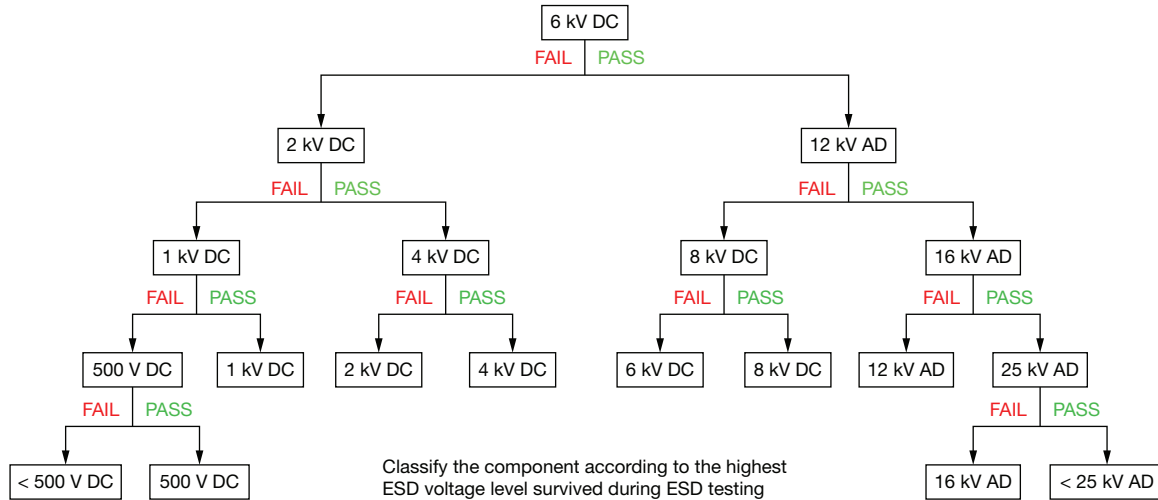 6 kV DC
FAIL PASS
2 kV DC
12 kV AD
FAIL PASS
FAIL PASS
1 kV DC
4 kV DC
8 kV DC
16 kV AD
FAIL PASS
FAIL PASS
FAIL PASS
FAIL PASS
500 V DC
1 kV DC
2 kV DC
4 kV DC
6 kV DC
8 kV DC
12 kV AD
25 kV AD
FAIL PASS
FAIL PASS
< 500 V DC
500 V DC
16 kV AD
< 25 kV AD
Classify the component according to the highest
ESD voltage level survived during ESD testing